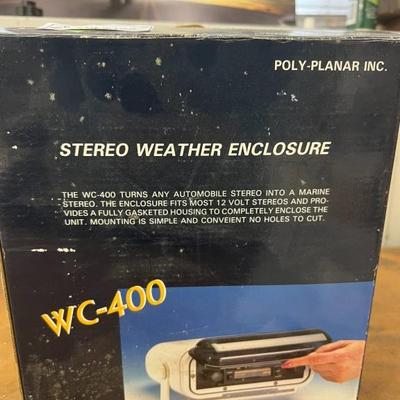 POLY-PLANAR INC.
STEREO WEATHER ENCLOSURE
THE WC-400 TURNS ANY AUTOMOBILE STEREO INTO A MARINE
STEREO. THE ENCLOSURE FITS MOST 12 VOLT STEREOS AND PRO-
VIDES A FULLY GASKETED HOUSING TO COMPLETELY ENCLOSE THE
UNIT. MOUNTING IS SIMPLE AND CONVEIENT NO HOLES TO CUT.
WC-400